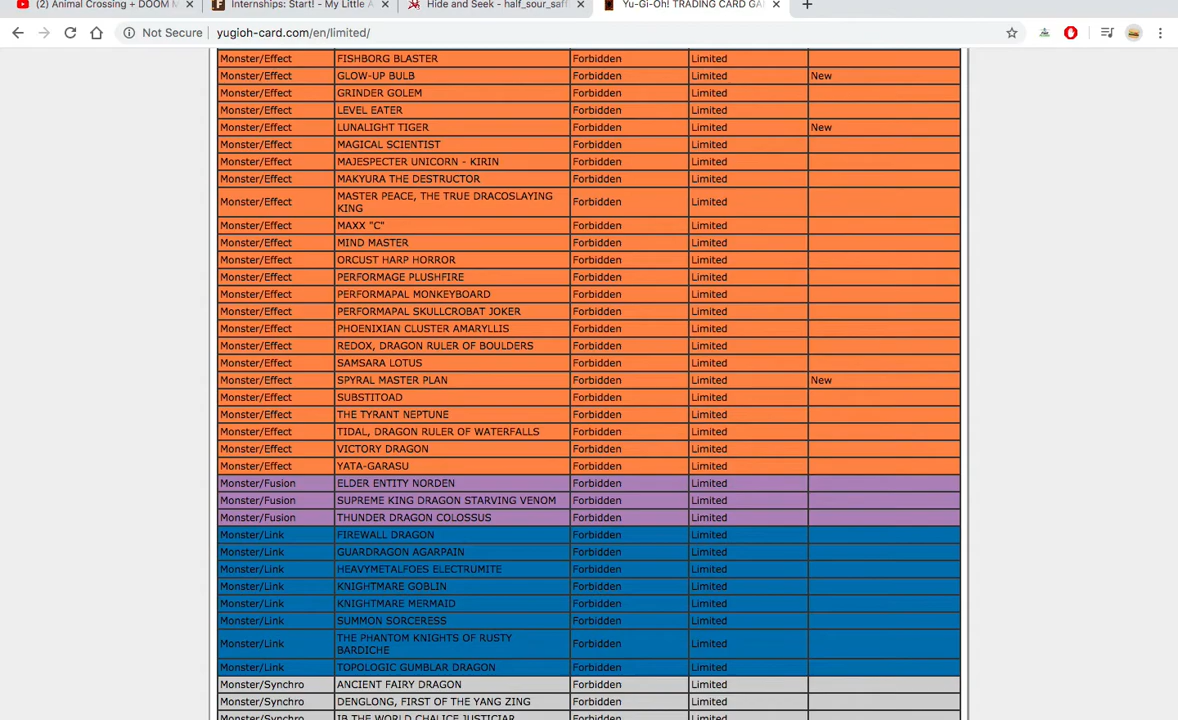 (2) Animal Crossing + DOOM M
Internships: Start! - My Little A
Hide and Seek - half_sour_saff
Yu-Gi-Oh! TRADING CARD GA
Not Secure | yugioh-card.com/en/limited/
Monster/Effect FISHBORG BLASTER Forbidden Limited
Monster/Effect GLOW-UP BULB Forbidden Limited New
Monster/Effect GRINDER GOLEM Forbidden Limited
Monster/Effect LEVEL EATER Forbidden Limited
Monster/Effect LUNALIGHT TIGER Forbidden Limited New
Monster/Effect MAGICAL SCIENTIST Forbidden Limited
Monster/Effect MAJESPECTER UNICORN - KIRIN Forbidden Limited
Monster/Effect MAKYURA THE DESTRUCTOR Forbidden Limited
Monster/Effect MASTER PEACE, THE TRUE DRACOSLAYING Forbidden Limited
KING
Monster/Effect MAXX "C" Forbidden Limited
Monster/Effect MIND MASTER Forbidden Limited
Monster/Effect ORCUST HARP HORROR Forbidden Limited
Monster/Effect PERFORMAGE PLUSHFIRE Forbidden Limited
Monster/Effect PERFORMAPAL MONKEYBOARD Forbidden Limited
Monster/Effect PERFORMAPAL SKULLCROBAT JOKER Forbidden Limited
Monster/Effect PHOENIXIAN CLUSTER AMARYLLIS Forbidden Limited
Monster/Effect REDOX, DRAGON RULER OF BOULDERS Forbidden Limited
Monster/Effect SAMSARA LOTUS Forbidden Limited
Monster/Effect SPYRAL MASTER PLAN Forbidden Limited New
Monster/Effect SUBSTITOAD Forbidden Limited
Monster/Effect THE TYRANT NEPTUNE Forbidden Limited
Monster/Effect TIDAL, DRAGON RULER OF WATERFALLS Forbidden Limited
Monster/Effect VICTORY DRAGON Forbidden Limited
Monster/Effect YATA-GARASU Forbidden Limited
Monster/Fusion ELDER ENTITY NORDEN Forbidden Limited
Monster/Fusion SUPREME KING DRAGON STARVING VENOM Forbidden Limited
Monster/Fusion THUNDER DRAGON COLOSSUS Forbidden Limited
Monster/Link FIREWALL DRAGON Forbidden Limited
Monster/Link GUARDRAGON AGARPAIN Forbidden Limited
Monster/Link HEAVYMETALFOES ELECTRUMITE Forbidden Limited
Monster/Link KNIGHTMARE GOBLIN Forbidden Limited
Monster/Link KNIGHTMARE MERMAID Forbidden Limited
Monster/Link SUMMON SORCERESS Forbidden Limited
Monster/Link THE PHANTOM KNIGHTS OF RUSTY Forbidden Limited
BARDICHE
Monster/Link TOPOLOGIC GUMBLAR DRAGON Forbidden Limited
Monster/Synchro ANCIENT FAIRY DRAGON Forbidden Limited
Monster/Synchro DENGLONG, FIRST OF THE YANG ZING Forbidden Limited
Monster/Synchro IB THE WORLD CHALICE JUSTICIAR Forbidden Limited